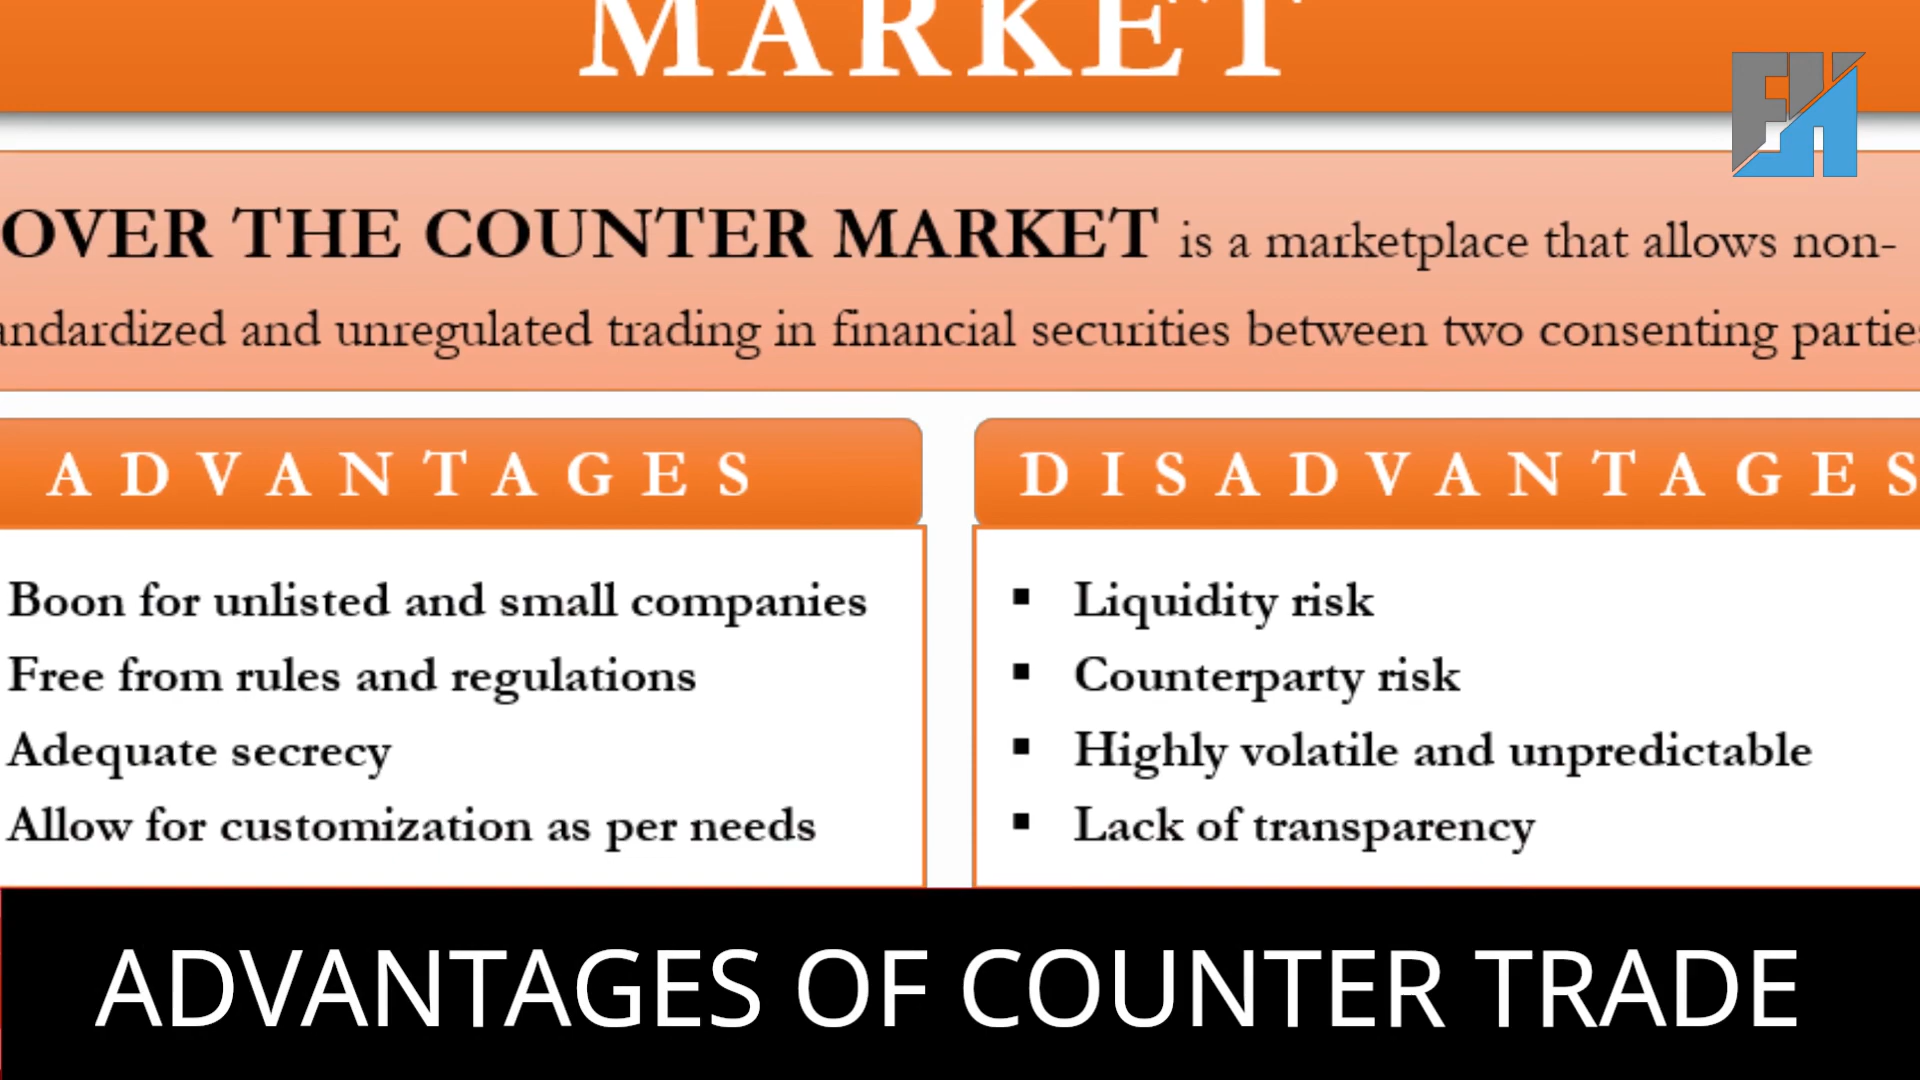 MARKET
OVER THE COUNTER MARKET is a marketplace that allows non-
andardized and unregulated trading in financial securities between two consenting parties
ADVANTAGES
Boon for unlisted and small companies
Free from rules and regulations
Adequate secrecy
Allow for customization as per needs
DISADVANTAGES
▪ Liquidity risk
▪ Counterparty risk
▪ Highly volatile and unpredictable
▪ Lack of transparency
ADVANTAGES OF COUNTER TRADE